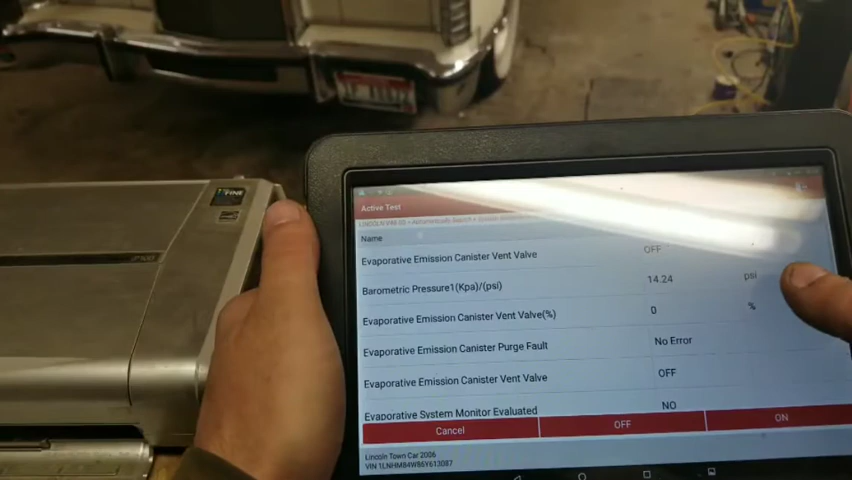 FINE
Active Test
Name
Evaporative Emission Canister Vent Valve OFF
Barometric Pressure1(Kpa)/(psi) 14.24 psi
Evaporative Emission Canister Vent Valve(%) 0 %
Evaporative Emission Canister Purge Fault No Error
Evaporative Emission Canister Vent Valve OFF
Evaporative System Monitor Evaluated NO
Cancel OFF ON
Lincoln Town Car 2006
VIN 1LNHM84W86Y613087